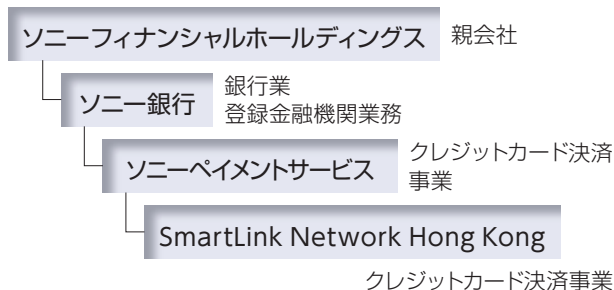 ソニーフィナンシャルホールディングス 親会社
ソニー銀行 銀行業
登録金融機関業務
ソニーペイメントサービス クレジットカード決済
事業
SmartLink Network Hong Kong
クレジットカード決済事業